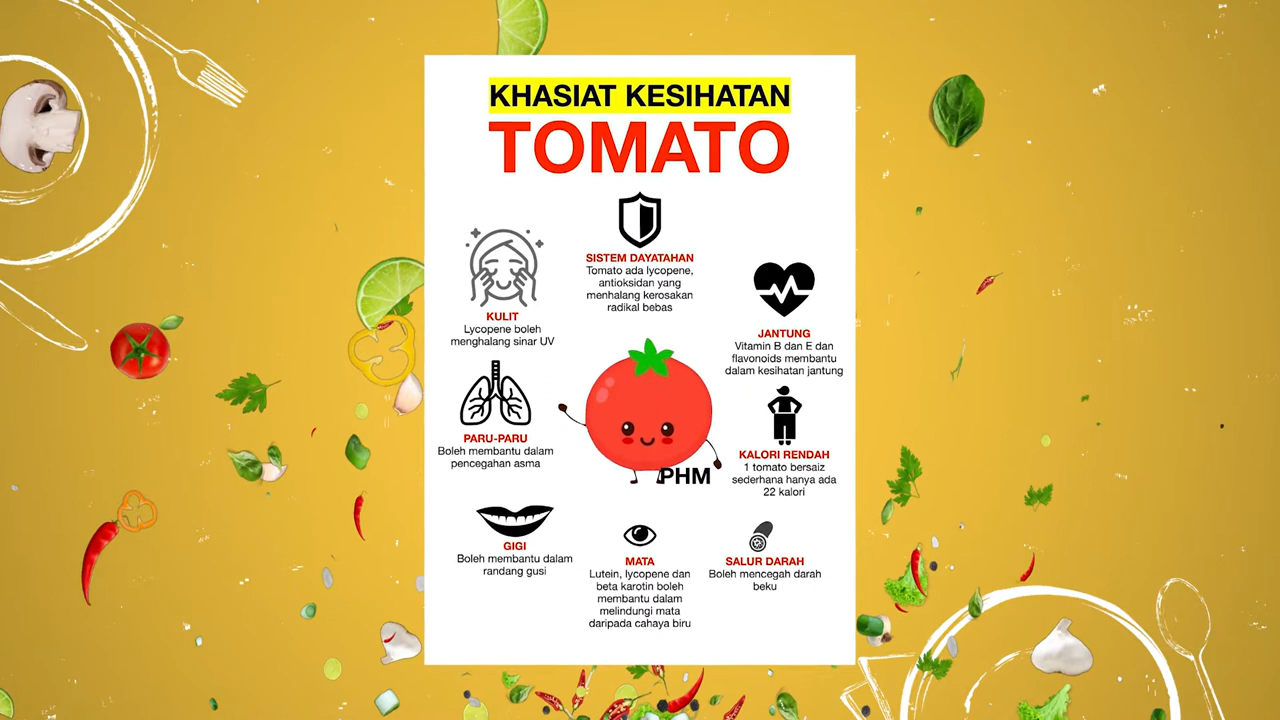 KHASIAT KESIHATAN
TOMATO
SISTEM DAYATAHAN
Tomato ada lycopene,
antioksidan yang
menhalang kerosakan
radikal bebas
KULIT
Lycopene boleh
menghalang sinar UV
JANTUNG
Vitamin B dan E dan
flavonoids membantu
dalam kesihatan jantung
PARU-PARU
Boleh membantu dalam
pencegahan asma
KALORI RENDAH
1 tomato bersaiz
sederhana hanya ada
22 kalori
PHM
GIGI
Boleh membantu dalam
randang gusi
MATA
Lutein, lycopene dan
beta karotin boleh
membantu dalam
melindungi mata
daripada cahaya biru
SALUR DARAH
Boleh mencegah darah
beku